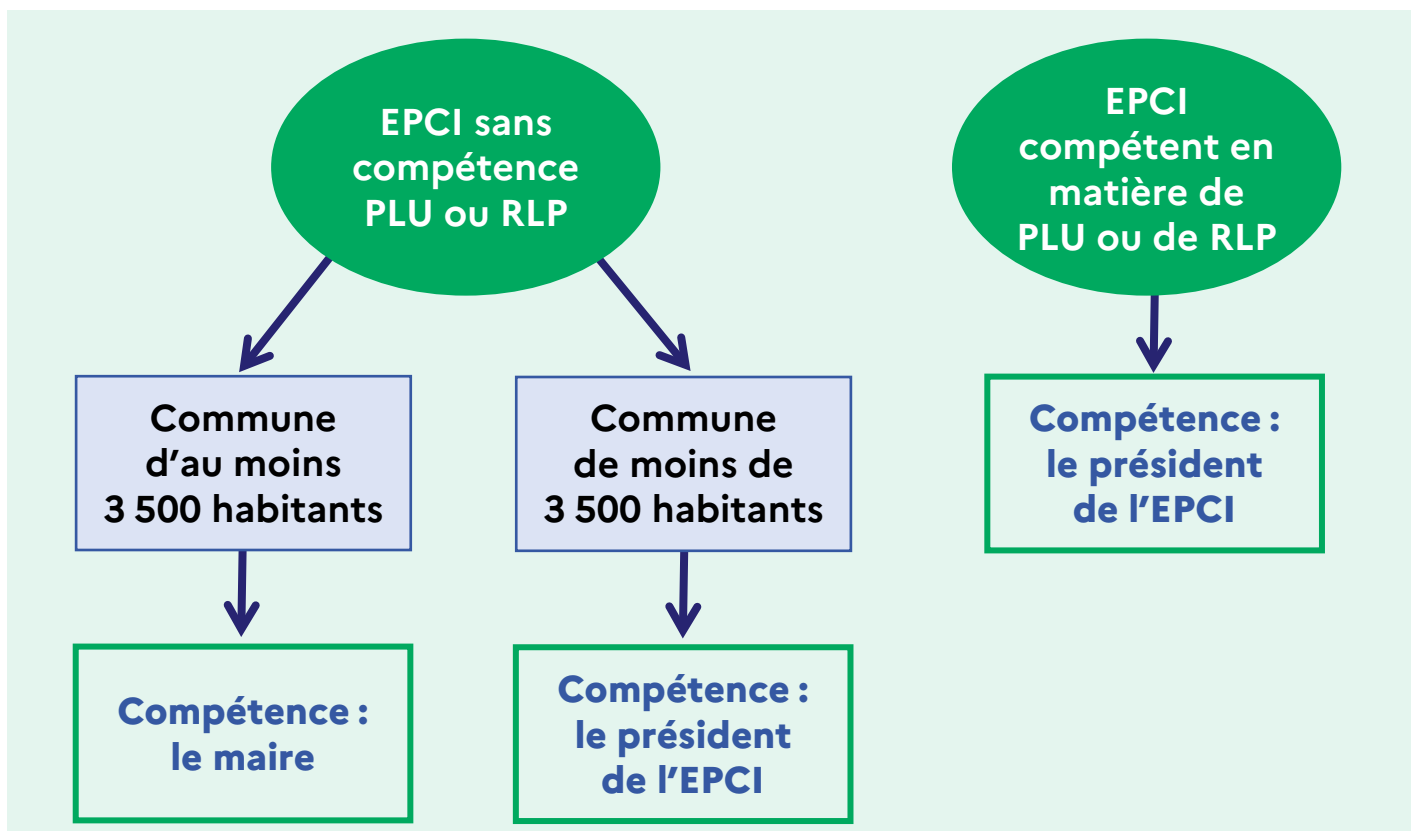 EPCI sans
compétence
PLU ou RLP
EPCI
compétent en
matière de
PLU ou de RLP
Commune
d’au moins
3 500 habitants
Commune
de moins de
3 500 habitants
Compétence :
le président
de l’EPCI
Compétence :
le maire
Compétence :
le président
de l’EPCI